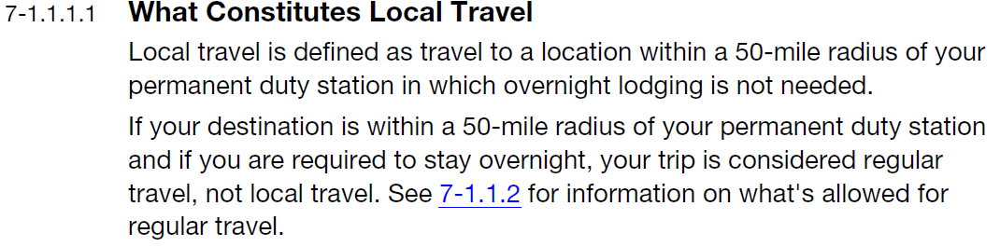 7-1.1.1.1 What Constitutes Local Travel
Local travel is defined as travel to a location within a 50-mile radius of your
permanent duty station in which overnight lodging is not needed.
If your destination is within a 50-mile radius of your permanent duty station
and if you are required to stay overnight, your trip is considered regular
travel, not local travel. See 7-1.1.2 for information on what's allowed for
regular travel.